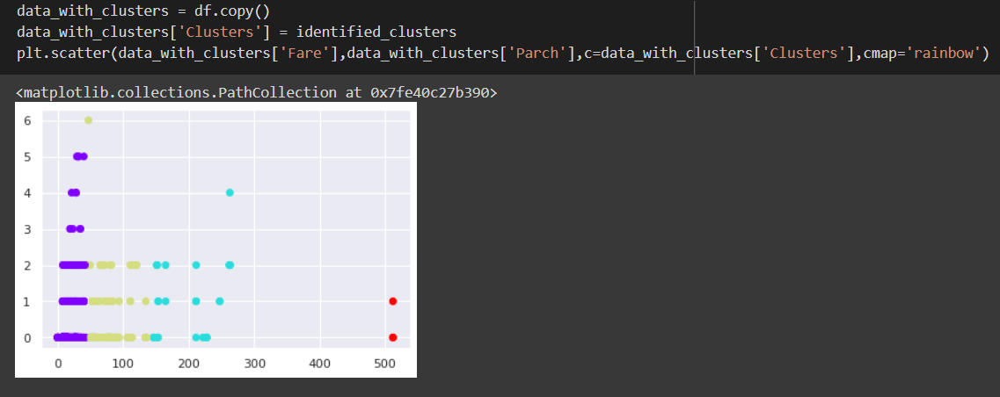 data_with_clusters = df.copy()
data_with_clusters['Clusters'] = identified_clusters
plt.scatter(data_with_clusters['Fare'],data_with_clusters['Parch'],c=data_with_clusters['Clusters'],cmap='rainbow')
<matplotlib.collections.PathCollection at 0x7fe40c27b390>
6
5
4
3
2
1
0
0 100 200 300 400 500